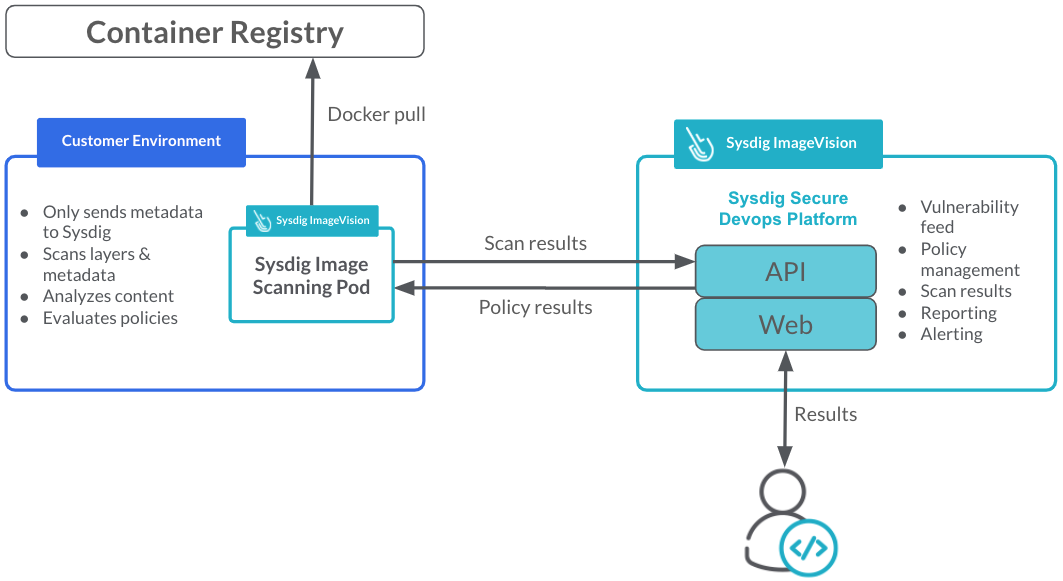 Container Registry
Docker pull
Customer Environment
● Only sends metadata
to Sysdig
● Scans layers &
metadata
● Analyzes content
● Evaluates policies
Sysdig ImageVision
Sysdig Image
Scanning Pod
Scan results
Policy results
Sysdig ImageVision
Sysdig Secure
Devops Platform
API
Web
● Vulnerability
feed
● Policy
management
● Scan results
● Reporting
● Alerting
Results
</>